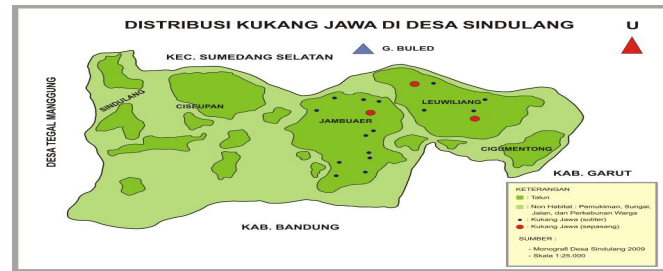 DISTRIBUSI KUKANG JAWA DI DESA SINDULANG
U
G. BULED
KEC. SUMEDANG SELATAN
DESA TEGAL MANGGUNG
SINDULANG
CISEUPAN
JAMBUAER
LEUWILIANG
CIGUMENTONG
KAB. GARUT
KAB. BANDUNG
KETERANGAN
: Talun
: Non Habitat : Pemukiman, Sungai,
Jalan, dan Perkebunan Warga
: Kukang Jawa (soliter)
: Kukang Jawa (sepasang)
SUMBER :
- Monografi Desa Sindulang 2009
- Skala 1:25.000